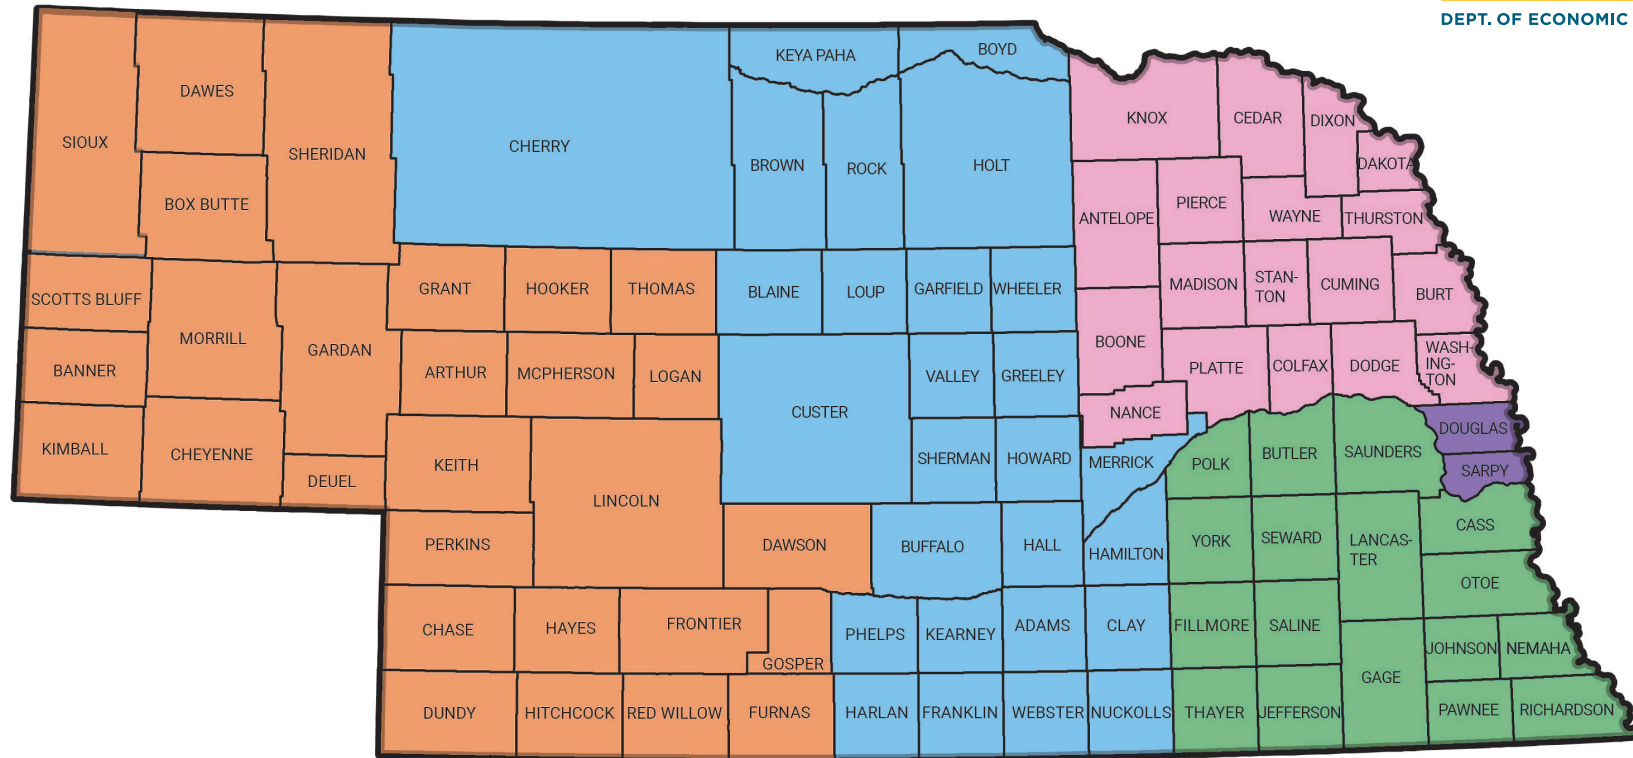 DEPT. OF ECONOMIC
KEYA PAHA
BOYD
DAWES
SIOUX
SHERIDAN
CHERRY
BROWN
ROCK
HOLT
KNOX
CEDAR
DIXON
DAKOTA
BOX BUTTE
ANTELOPE
PIERCE
WAYNE
THURSTON
SCOTTS BLUFF
MORRILL
GARDAN
GRANT
HOOKER
THOMAS
BLAINE
LOUP
GARFIELD
WHEELER
MADISON
STAN-
TON
CUMING
BURT
BANNER
ARTHUR
MCPHERSON
LOGAN
CUSTER
VALLEY
GREELEY
BOONE
PLATTE
COLFAX
DODGE
WASH-
ING-
TON
NANCE
KIMBALL
CHEYENNE
DEUEL
KEITH
LINCOLN
SHERMAN
HOWARD
MERRICK
POLK
BUTLER
SAUNDERS
DOUGLAS
SARPY
PERKINS
DAWSON
BUFFALO
HALL
HAMILTON
YORK
SEWARD
LANCAS-
TER
CASS
OTOE
CHASE
HAYES
FRONTIER
GOSPER
PHELPS
KEARNEY
ADAMS
CLAY
FILLMORE
SALINE
GAGE
JOHNSON
NEMAHA
DUNDY
HITCHCOCK
RED WILLOW
FURNAS
HARLAN
FRANKLIN
WEBSTER
NUCKOLLS
THAYER
JEFFERSON
PAWNEE
RICHARDSON